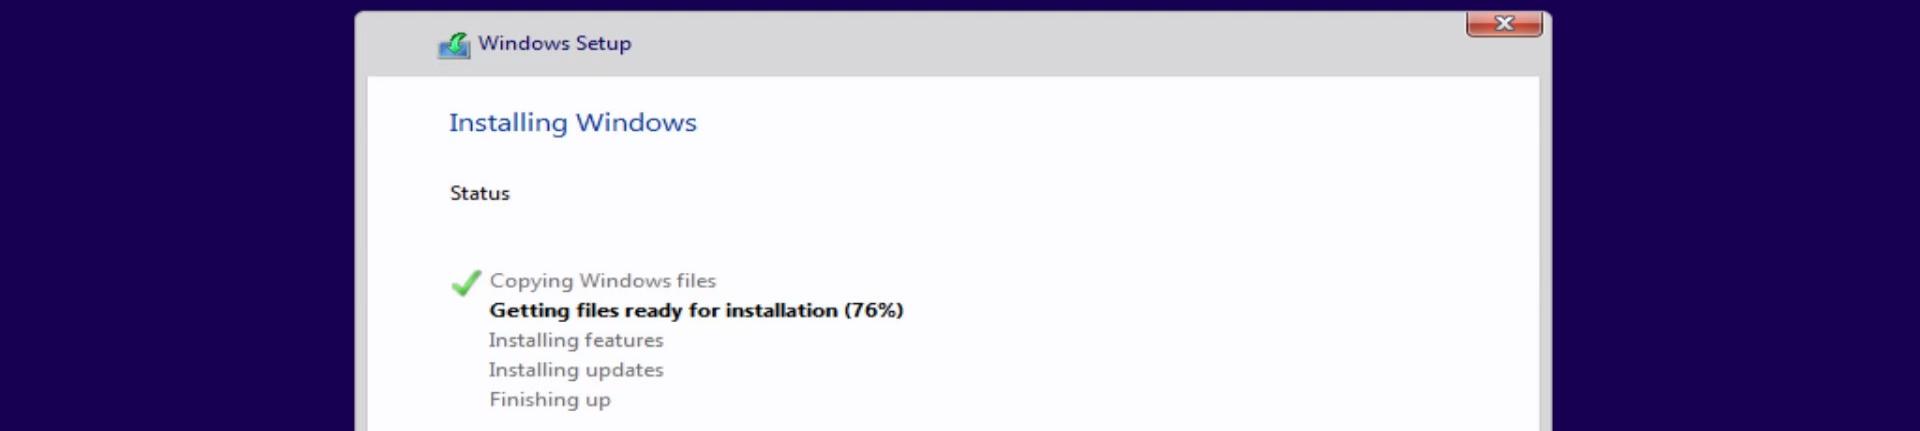 Windows Setup
Installing Windows
Status
Copying Windows files
Getting files ready for installation (76%)
Installing features
Installing updates
Finishing up